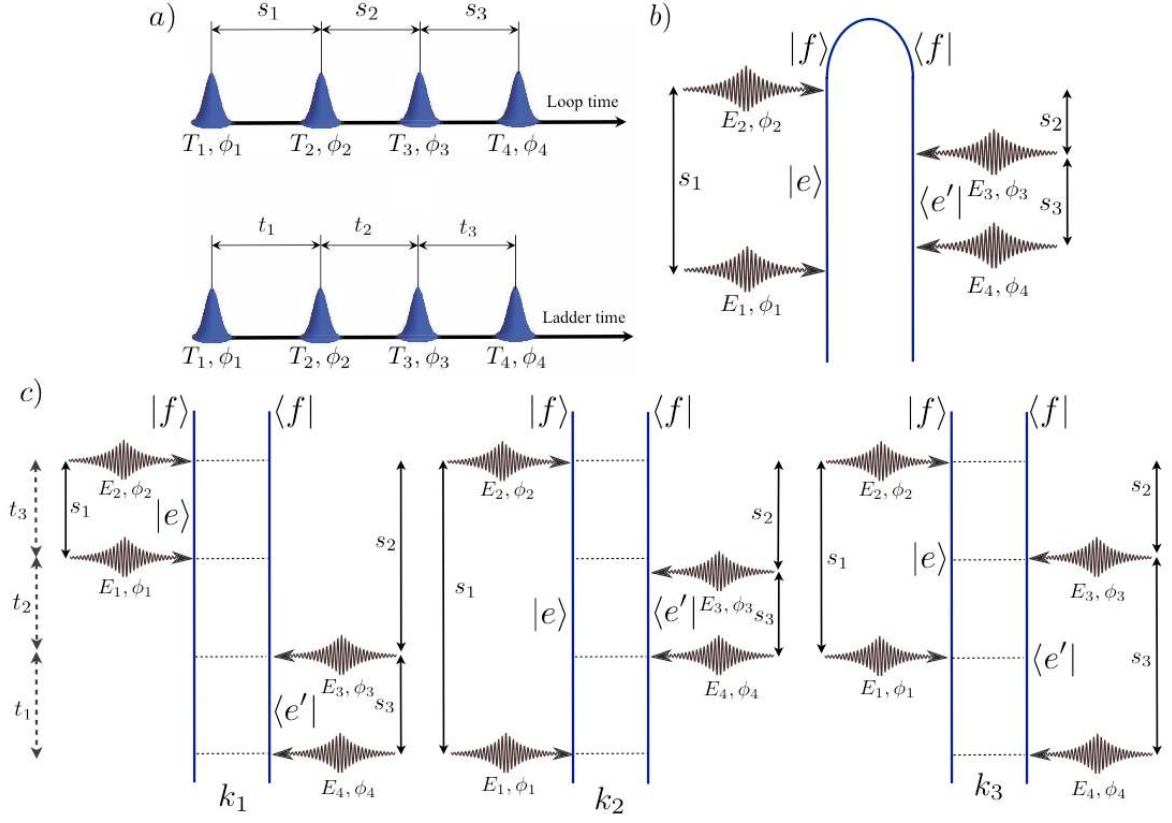 a)
s₁ s₂ s₃
Loop time
T₁, ϕ₁ T₂, ϕ₂ T₃, ϕ₃ T₄, ϕ₄
t₁ t₂ t₃
Ladder time
T₁, ϕ₁ T₂, ϕ₂ T₃, ϕ₃ T₄, ϕ₄
b)
|f⟩ ⟨f|
E₂, ϕ₂
s₂
E₃, ϕ₃
s₁
|e⟩
⟨e′|
s₃
E₁, ϕ₁
E₄, ϕ₄
c)
|f⟩ ⟨f|
E₂, ϕ₂
t₃
s₁
|e⟩
s₂
E₁, ϕ₁
t₂
E₃, ϕ₃
t₁
⟨e′|
s₃
E₄, ϕ₄
k₁
|f⟩ ⟨f|
E₂, ϕ₂
s₂
s₁
E₃, ϕ₃
|e⟩
⟨e′|
s₃
E₄, ϕ₄
E₁, ϕ₁
k₂
|f⟩ ⟨f|
E₂, ϕ₂
s₂
s₁
|e⟩
E₃, ϕ₃
E₁, ϕ₁
⟨e′|
s₃
E₄, ϕ₄
k₃